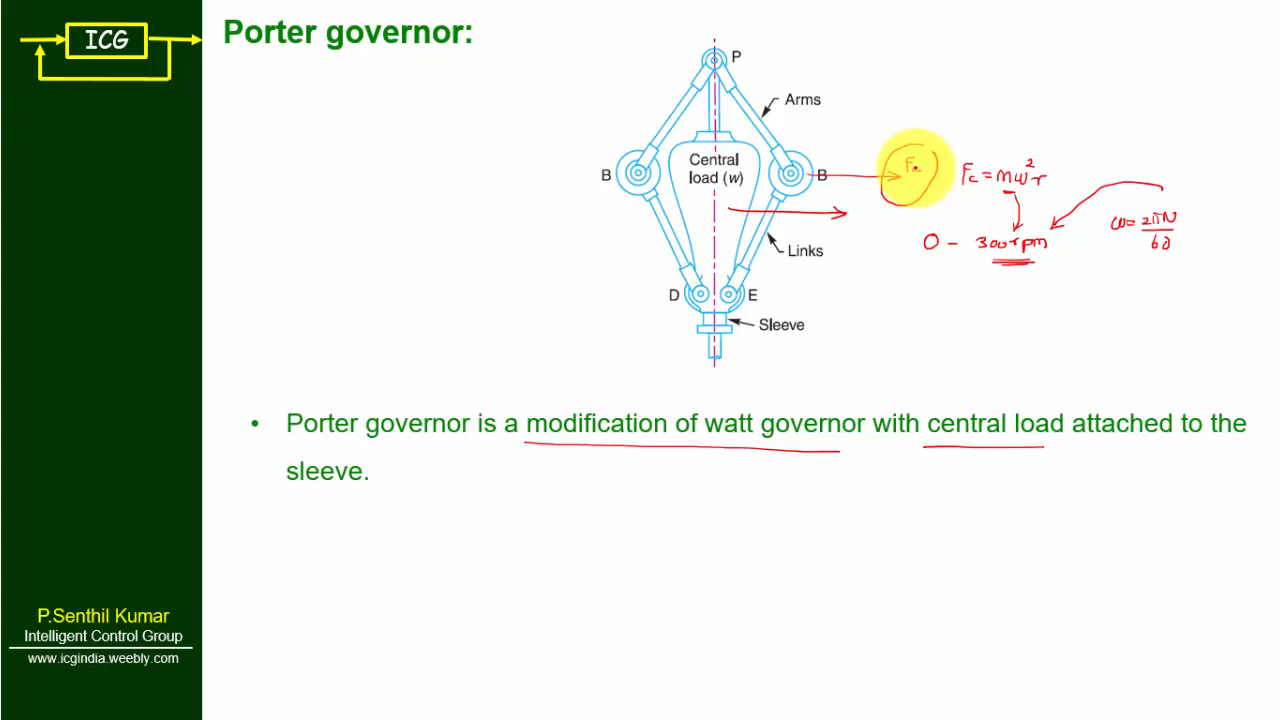 ICG
Porter governor:
P
Arms
Central
load (w)
B
B
Fc
Fc = mω²r
ω = 2πN
60
0 - 300 rpm
Links
D
E
Sleeve
• Porter governor is a modification of watt governor with central load attached to the
sleeve.
P.Senthil Kumar
Intelligent Control Group
www.icgindia.weebly.com